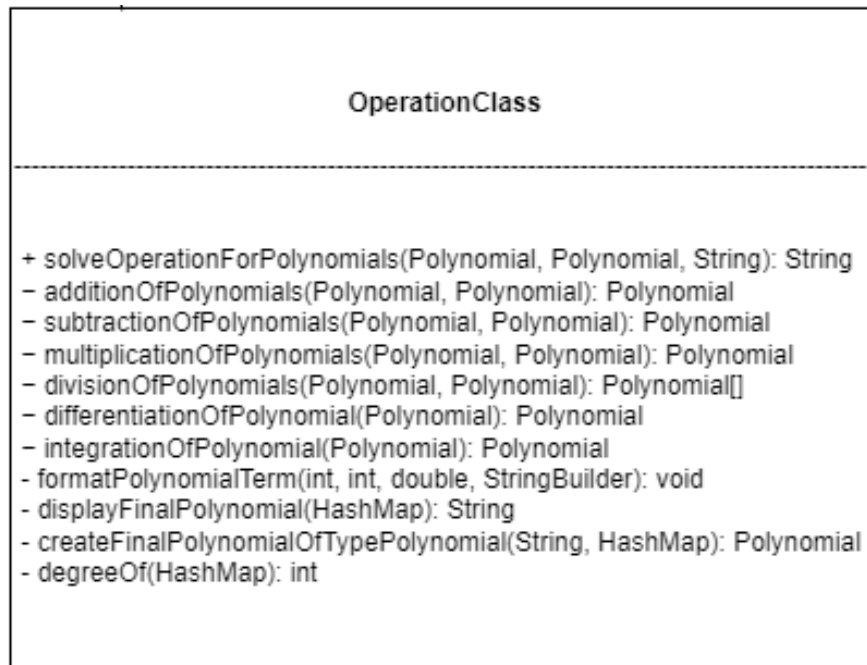 OperationClass
+ solveOperationForPolynomials(Polynomial, Polynomial, String): String
− additionOfPolynomials(Polynomial, Polynomial): Polynomial
− subtractionOfPolynomials(Polynomial, Polynomial): Polynomial
− multiplicationOfPolynomials(Polynomial, Polynomial): Polynomial
− divisionOfPolynomials(Polynomial, Polynomial): Polynomial[]
− differentiationOfPolynomial(Polynomial): Polynomial
− integrationOfPolynomial(Polynomial): Polynomial
- formatPolynomialTerm(int, int, double, StringBuilder): void
- displayFinalPolynomial(HashMap): String
- createFinalPolynomialOfTypePolynomial(String, HashMap): Polynomial
- degreeOf(HashMap): int